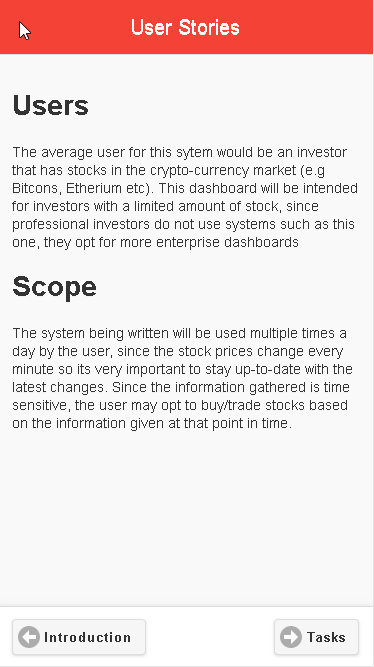 User Stories
Users
The average user for this sytem would be an investor
that has stocks in the crypto-currency market (e.g
Bitcons, Etherium etc). This dashboard will be intended
for investors with a limited amount of stock, since
professional investors do not use systems such as this
one, they opt for more enterprise dashboards
Scope
The system being written will be used multiple times a
day by the user, since the stock prices change every
minute so its very important to stay up-to-date with the
latest changes. Since the information gathered is time
sensitive, the user may opt to buy/trade stocks based
on the information given at that point in time.
Introduction
Tasks